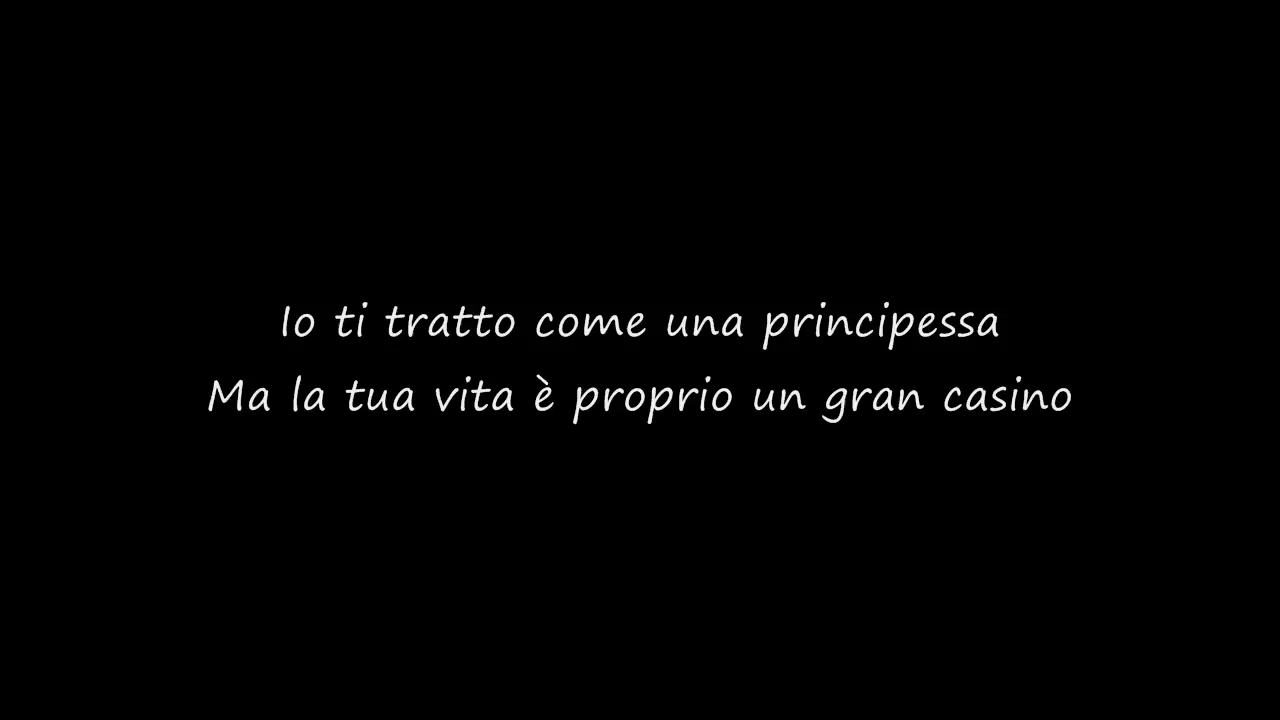 Io ti tratto come una principessa
Ma la tua vita è proprio un gran casino